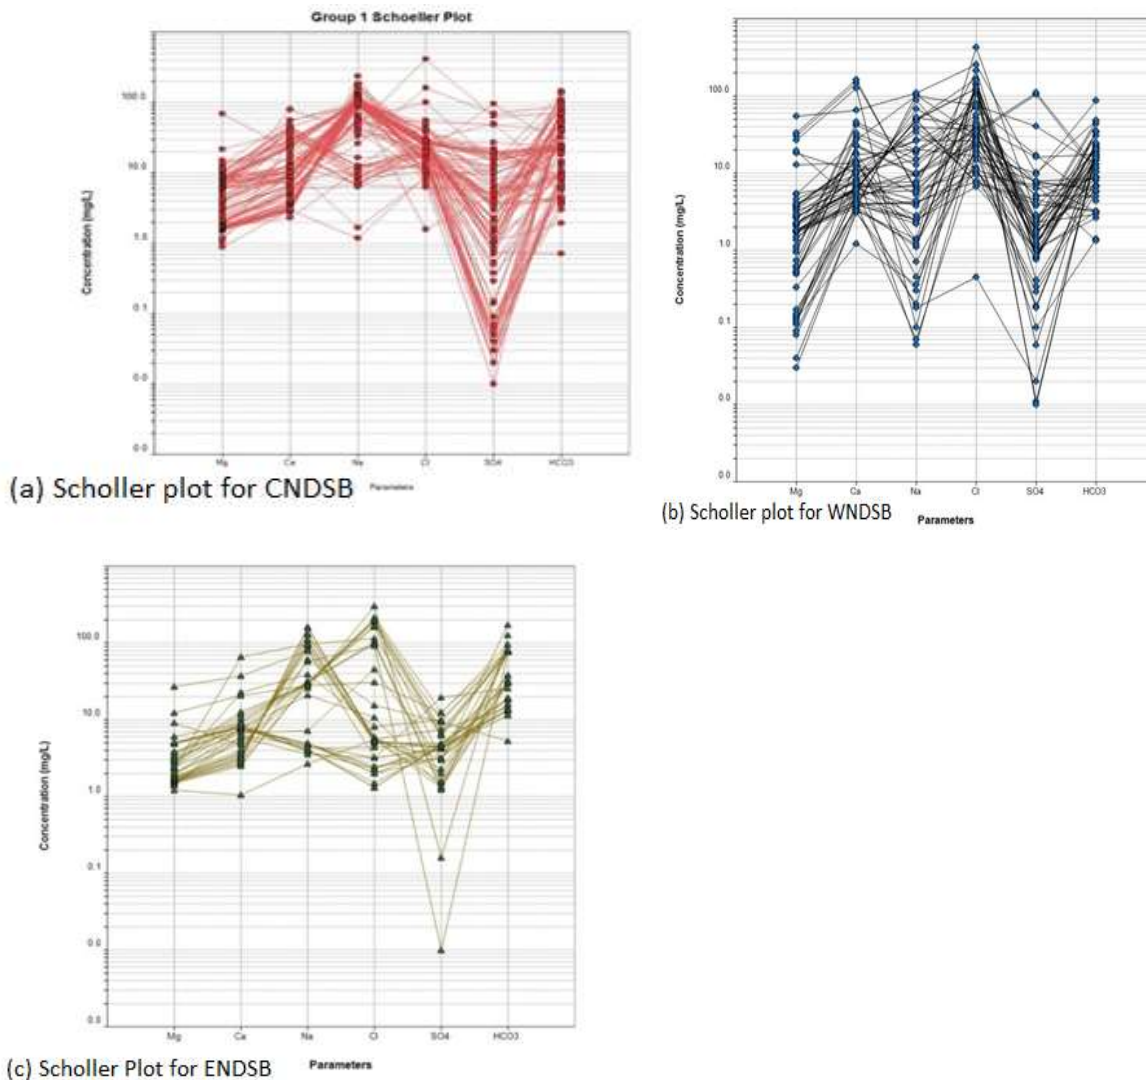 Group 1 Schoeller Plot
Concentration (mg/L)
100.0
10.0
1.0
0.1
0.0
0.0
Mg Ca Na Cl SO4 HCO3
Parameters
(a) Scholler plot for CNDSB
Concentration (mg/L)
100.0
10.0
1.0
0.1
0.0
0.0
Mg Ca Na Cl SO4 HCO3
(b) Scholler plot for WNDSB
Parameters
Concentration (mg/L)
100.0
10.0
1.0
0.1
0.0
0.0
Mg Ca Na Cl SO4 HCO3
Parameters
(c) Scholler Plot for ENDSB